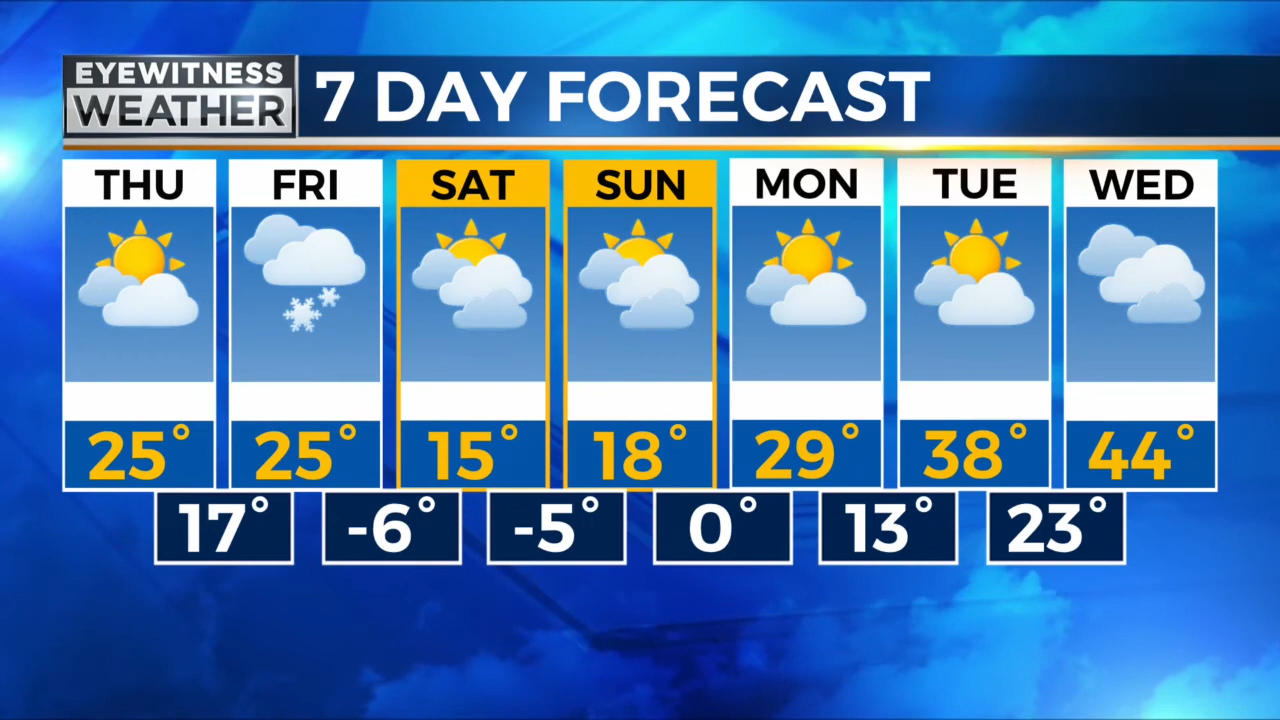 EYEWITNESS
WEATHER
7 DAY FORECAST
THU FRI SAT SUN MON TUE WED
25° 25° 15° 18° 29° 38° 44°
17° -6° -5° 0° 13° 23°